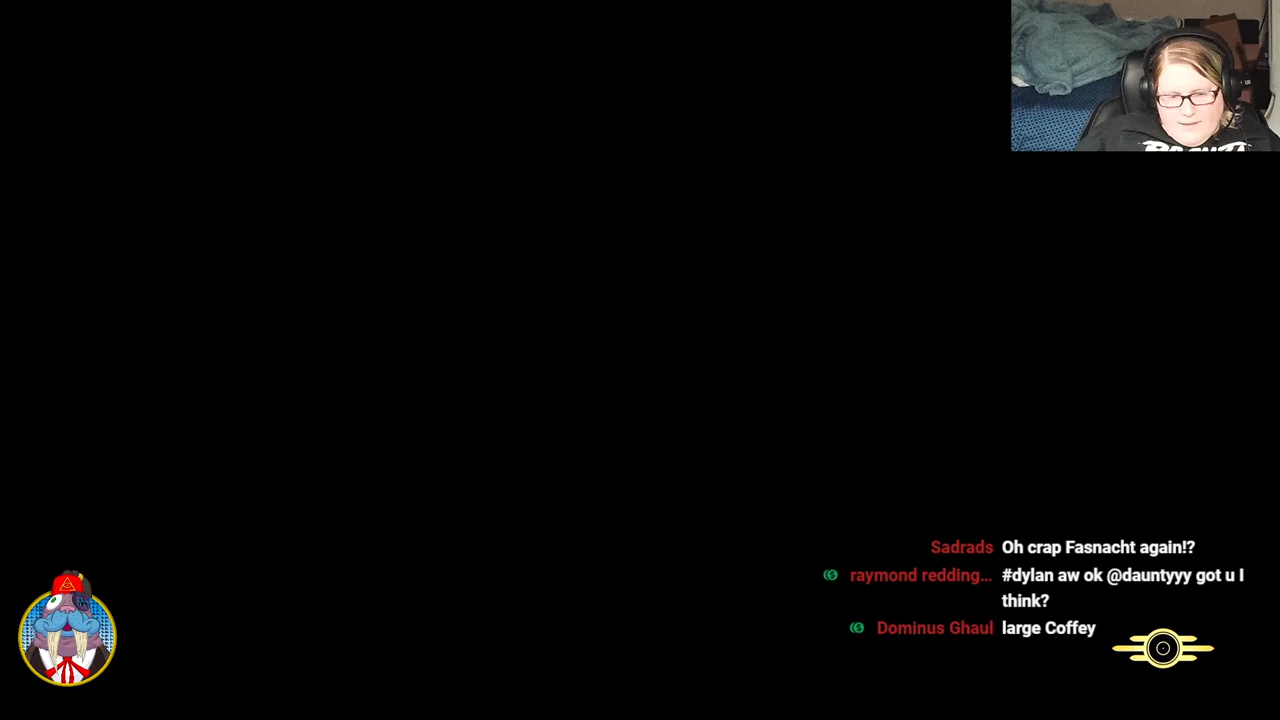 Sadrads Oh crap Fasnacht again!?
raymond redding… #dylan aw ok @dauntyyy got u I
think?
Dominus Ghaul large Coffey